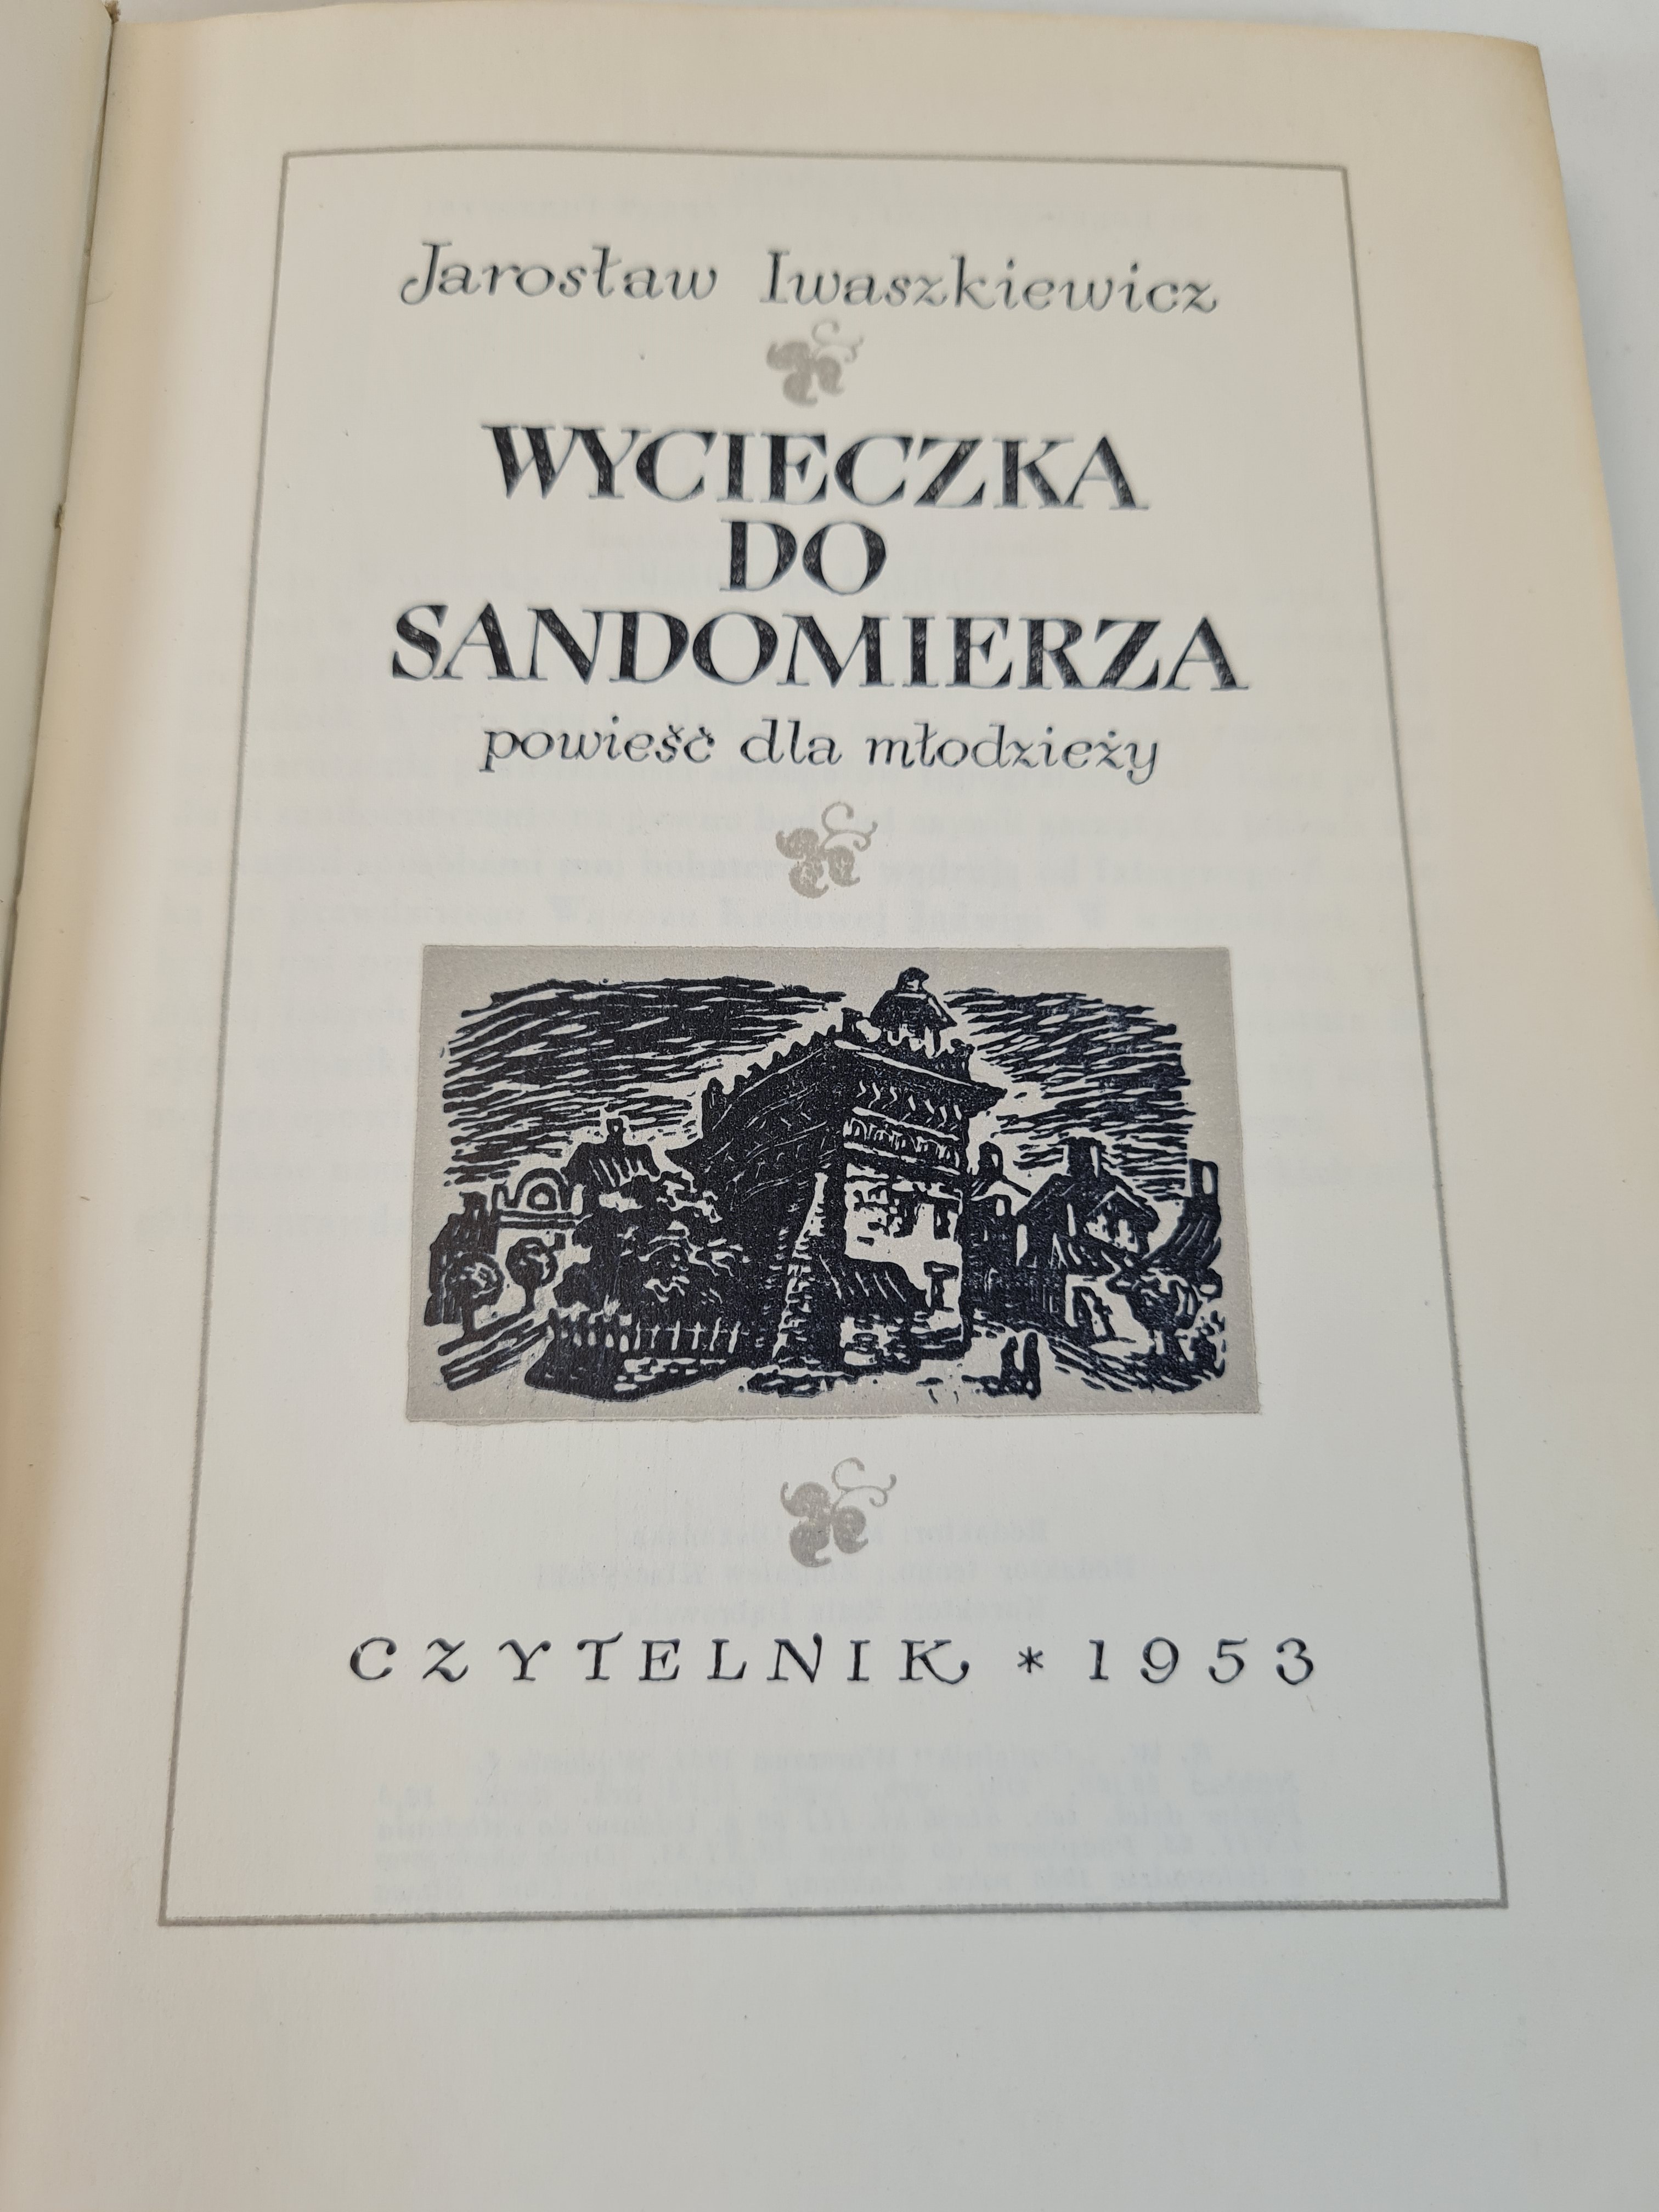 Jarosław Iwaszkiewicz
WYCIECZKA
DO
SANDOMIERZA
powieść dla młodzieży
CZYTELNIK * 1953